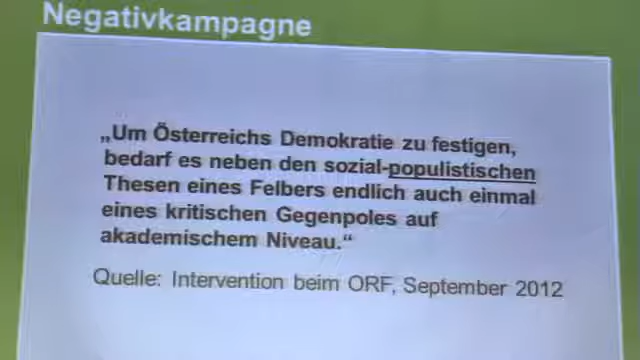 Negativkampagne
„Um Österreichs Demokratie zu festigen,
bedarf es neben den sozial-populistischen
Thesen eines Felbers endlich auch einmal
eines kritischen Gegenpoles auf
akademischem Niveau.“
Quelle: Intervention beim ORF, September 2012